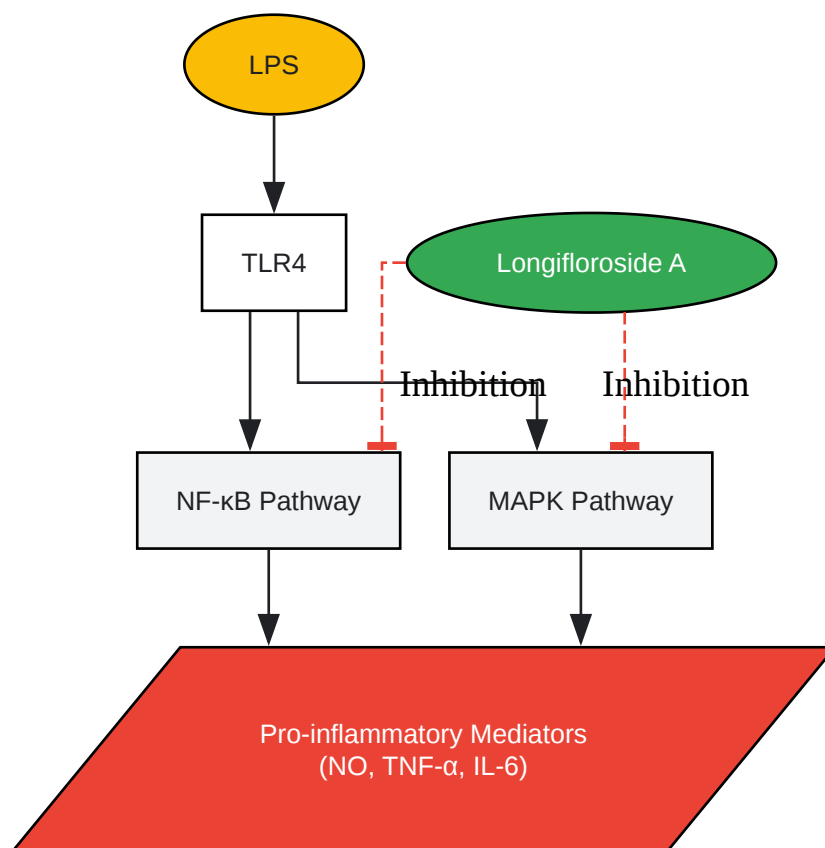 LPS
TLR4
Longifloroside A
Inhibition
Inhibition
NF-κB Pathway
MAPK Pathway
Pro-inflammatory Mediators
(NO, TNF-α, IL-6)